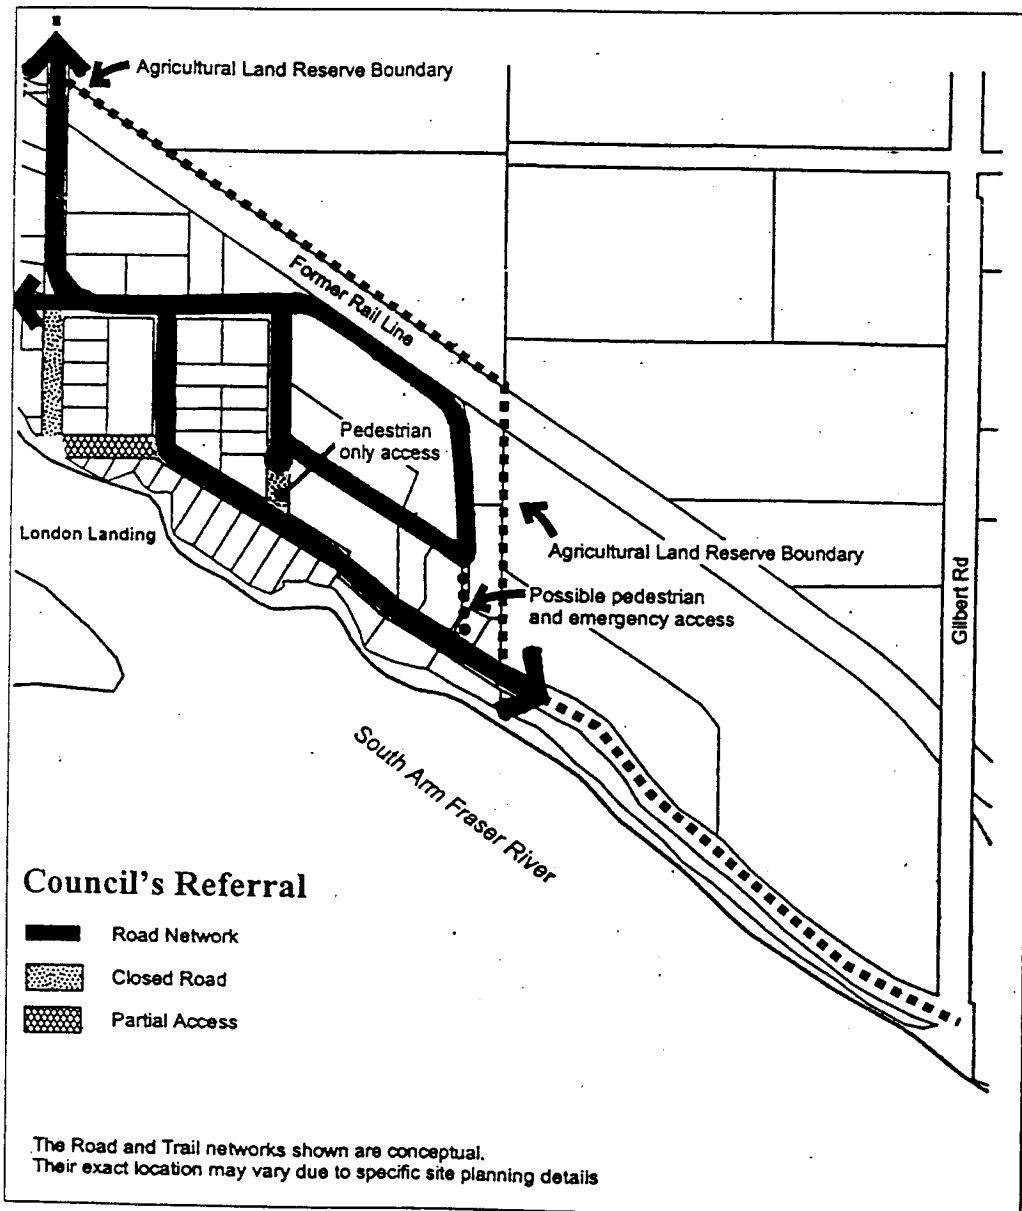 Agricultural Land Reserve Boundary
Former Rail Line
Pedestrian
only access
London Landing
Agricultural Land Reserve Boundary
Possible pedestrian
and emergency access
Gilbert Rd
South Arm Fraser River
Council's Referral
Road Network
Closed Road
Partial Access
The Road and Trail networks shown are conceptual.
Their exact location may vary due to specific site planning details